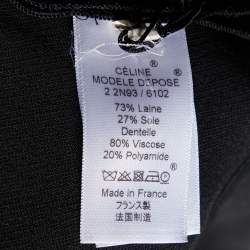 CÉLINE®
MODELE DEPOSE
2 2N93 / 6102
73% Laine
27% Soie
Dentelle
80% Viscose
20% Polyamide
Made in France
フランス製
法国制造